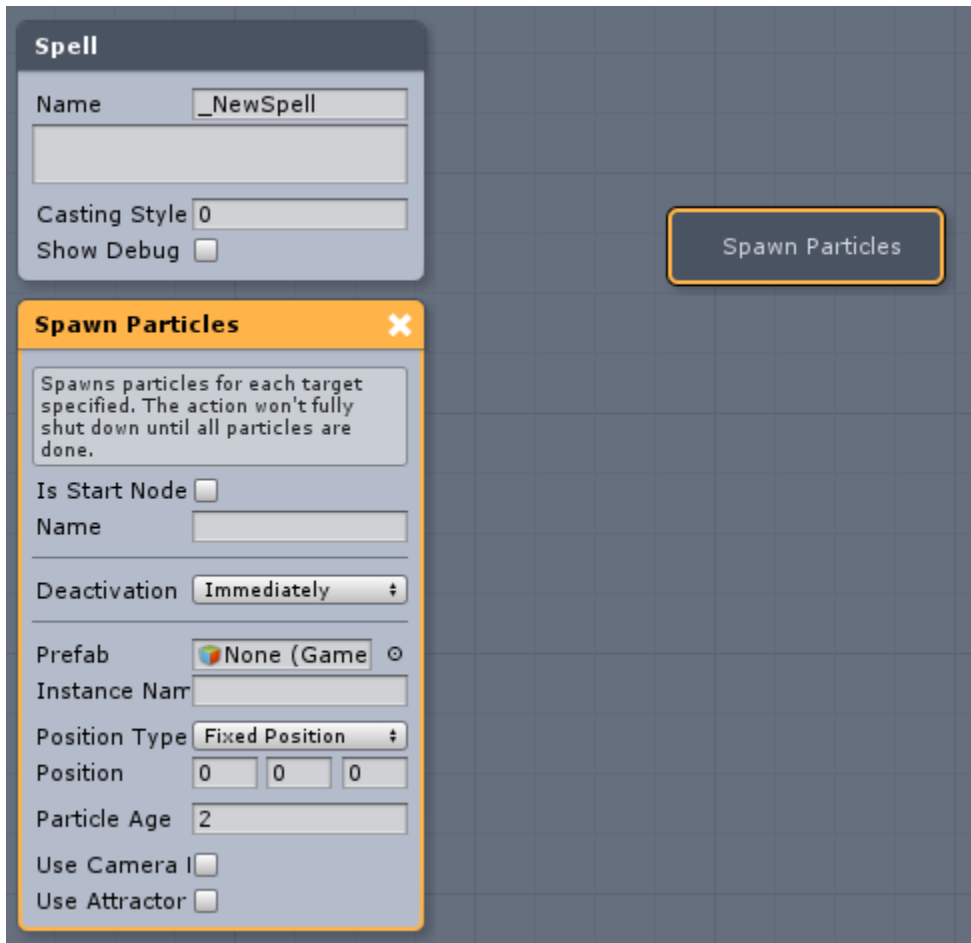 Spell
Name _NewSpell
Casting Style 0
Show Debug
Spawn Particles
Spawn Particles
Spawns particles for each target
specified. The action won't fully
shut down until all particles are
done.
Is Start Node
Name
Deactivation Immediately
Prefab None (Game
Instance Nam
Position Type Fixed Position
Position 0 0 0
Particle Age 2
Use Camera I
Use Attractor